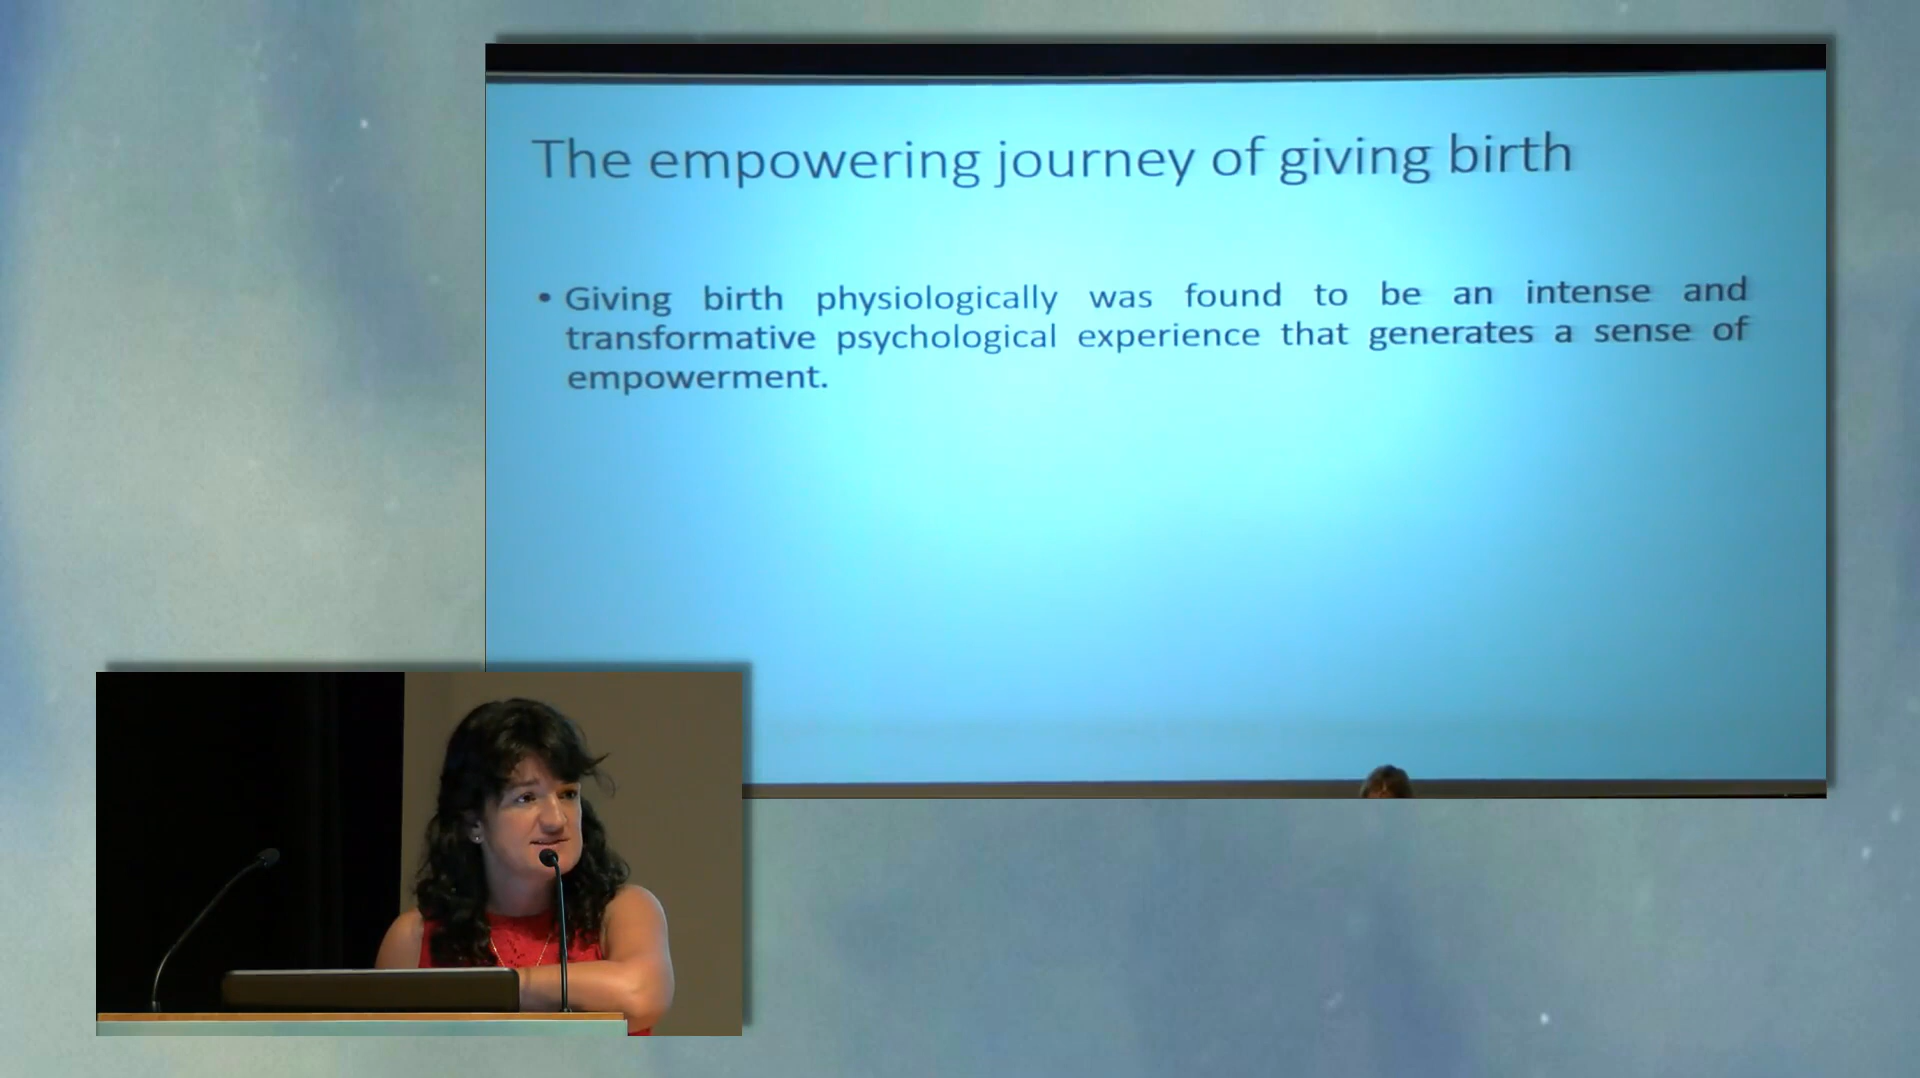 The empowering journey of giving birth
• Giving birth physiologically was found to be an intense and
transformative psychological experience that generates a sense of
empowerment.